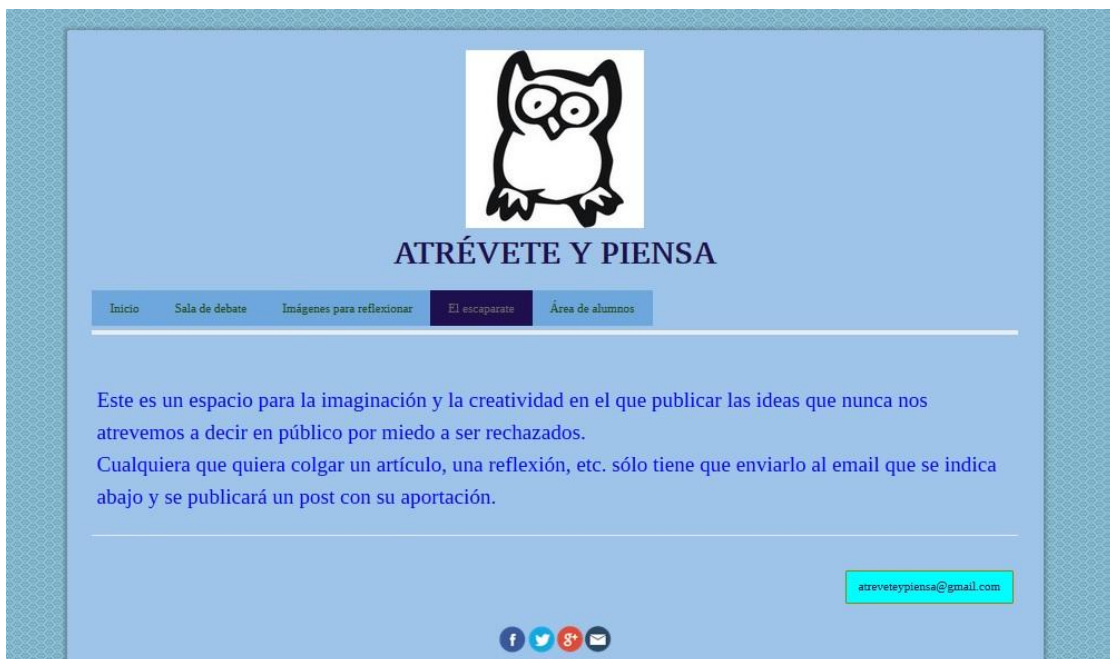 ATRÉVETE Y PIENSA
Inicio Sala de debate Imágenes para reflexionar El escaparate Área de alumnos
Este es un espacio para la imaginación y la creatividad en el que publicar las ideas que nunca nos
atrevemos a decir en público por miedo a ser rechazados.
Cualquiera que quiera colgar un artículo, una reflexión, etc. sólo tiene que enviarlo al email que se indica
abajo y se publicará un post con su aportación.
atreveteypiensa@gmail.com